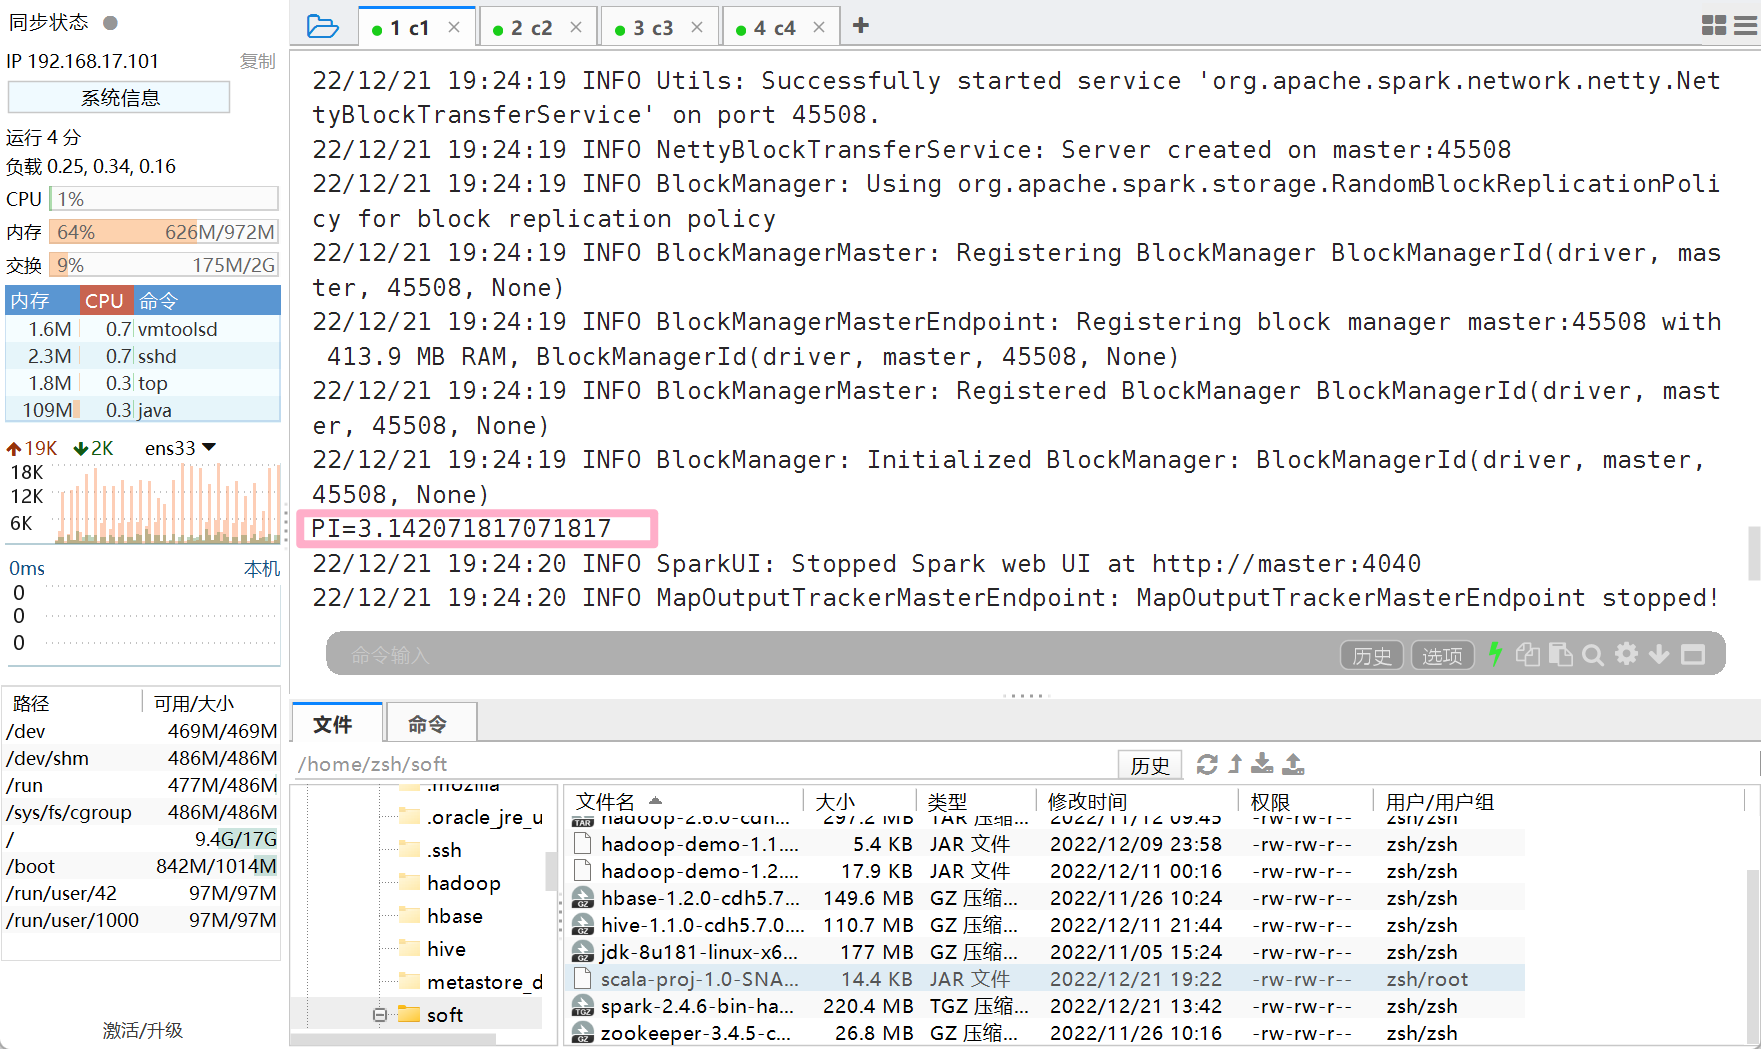 同步状态
IP 192.168.17.101 复制
系统信息
运行 4 分
负载 0.25, 0.34, 0.16
CPU 1%
内存 64% 626M/972M
交换 9% 175M/2G
内存 CPU 命令
1.6M 0.7 vmtoolsd
2.3M 0.7 sshd
1.8M 0.3 top
109M 0.3 java
19K 2K ens33
18K
12K
6K
0ms 本机
0
0
0
路径 可用/大小
/dev 469M/469M
/dev/shm 486M/486M
/run 477M/486M
/sys/fs/cgroup 486M/486M
/ 9.4G/17G
/boot 842M/1014M
/run/user/42 97M/97M
/run/user/1000 97M/97M
激活/升级
1 c1 × 2 c2 × 3 c3 × 4 c4 × +
22/12/21 19:24:19 INFO Utils: Successfully started service 'org.apache.spark.network.netty.Net
tyBlockTransferService' on port 45508.
22/12/21 19:24:19 INFO NettyBlockTransferService: Server created on master:45508
22/12/21 19:24:19 INFO BlockManager: Using org.apache.spark.storage.RandomBlockReplicationPoli
cy for block replication policy
22/12/21 19:24:19 INFO BlockManagerMaster: Registering BlockManager BlockManagerId(driver, mas
ter, 45508, None)
22/12/21 19:24:19 INFO BlockManagerMasterEndpoint: Registering block manager master:45508 with
413.9 MB RAM, BlockManagerId(driver, master, 45508, None)
22/12/21 19:24:19 INFO BlockManagerMaster: Registered BlockManager BlockManagerId(driver, mast
er, 45508, None)
22/12/21 19:24:19 INFO BlockManager: Initialized BlockManager: BlockManagerId(driver, master,
45508, None)
PI=3.142071817071817
22/12/21 19:24:20 INFO SparkUI: Stopped Spark web UI at http://master:4040
22/12/21 19:24:20 INFO MapOutputTrackerMasterEndpoint: MapOutputTrackerMasterEndpoint stopped!
命令输入 历史 选项
文件 命令
/home/zsh/soft 历史
.mozilla
.oracle_jre_u
.ssh
hadoop
hbase
hive
metastore_d
soft
文件名 大小 类型 修改时间 权限 用户/用户组
hadoop-2.6.0-cdh... 297.2 MB TAR 压缩... 2022/11/12 09:45 -rw-rw-r-- zsh/zsh
hadoop-demo-1.1.... 5.4 KB JAR 文件 2022/12/09 23:58 -rw-rw-r-- zsh/zsh
hadoop-demo-1.2.... 17.9 KB JAR 文件 2022/12/11 00:16 -rw-rw-r-- zsh/zsh
hbase-1.2.0-cdh5.7... 149.6 MB GZ 压缩... 2022/11/26 10:24 -rw-rw-r-- zsh/zsh
hive-1.1.0-cdh5.7.0.... 110.7 MB GZ 压缩... 2022/12/11 21:44 -rw-rw-r-- zsh/zsh
jdk-8u181-linux-x6... 177 MB GZ 压缩... 2022/11/05 15:24 -rw-rw-r-- zsh/zsh
scala-proj-1.0-SNA... 14.4 KB JAR 文件 2022/12/21 19:22 -rw-rw-r-- zsh/root
spark-2.4.6-bin-ha... 220.4 MB TGZ 压缩... 2022/12/21 13:42 -rw-rw-r-- zsh/zsh
zookeeper-3.4.5-c... 26.8 MB GZ 压缩... 2022/11/26 10:16 -rw-rw-r-- zsh/zsh